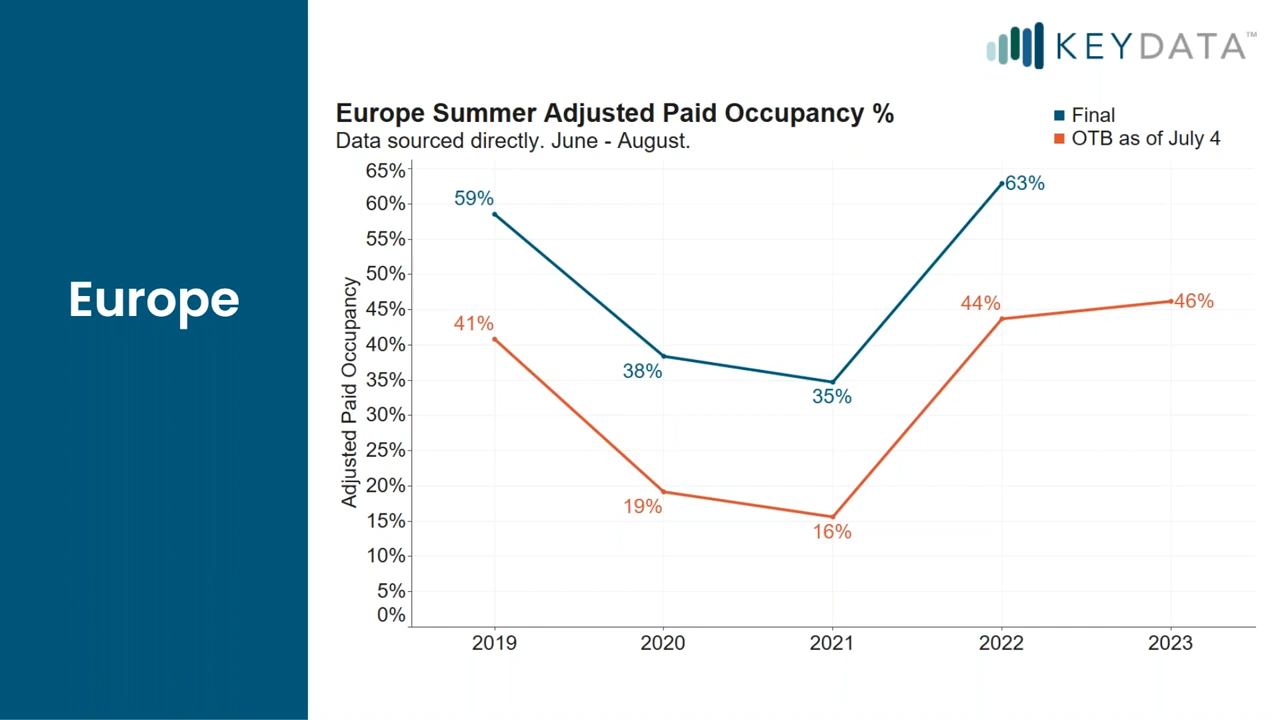 Europe
KEYDATA™
Europe Summer Adjusted Paid Occupancy %
Data sourced directly. June - August.
Final
OTB as of July 4
Adjusted Paid Occupancy
65%
60%
55%
50%
45%
40%
35%
30%
25%
20%
15%
10%
5%
0%
59%
38%
35%
63%
41%
19%
16%
44%
46%
2019 2020 2021 2022 2023